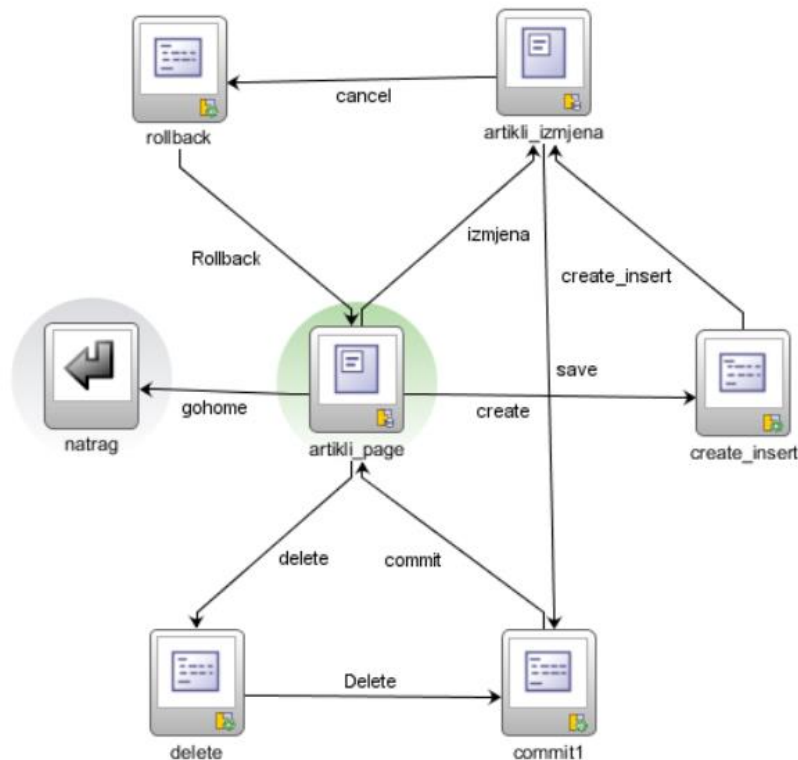 cancel
rollback
artikli_izmjena
izmjena
Rollback
create_insert
save
gohome
create
natrag
artikli_page
create_insert
delete
commit
Delete
delete
commit1